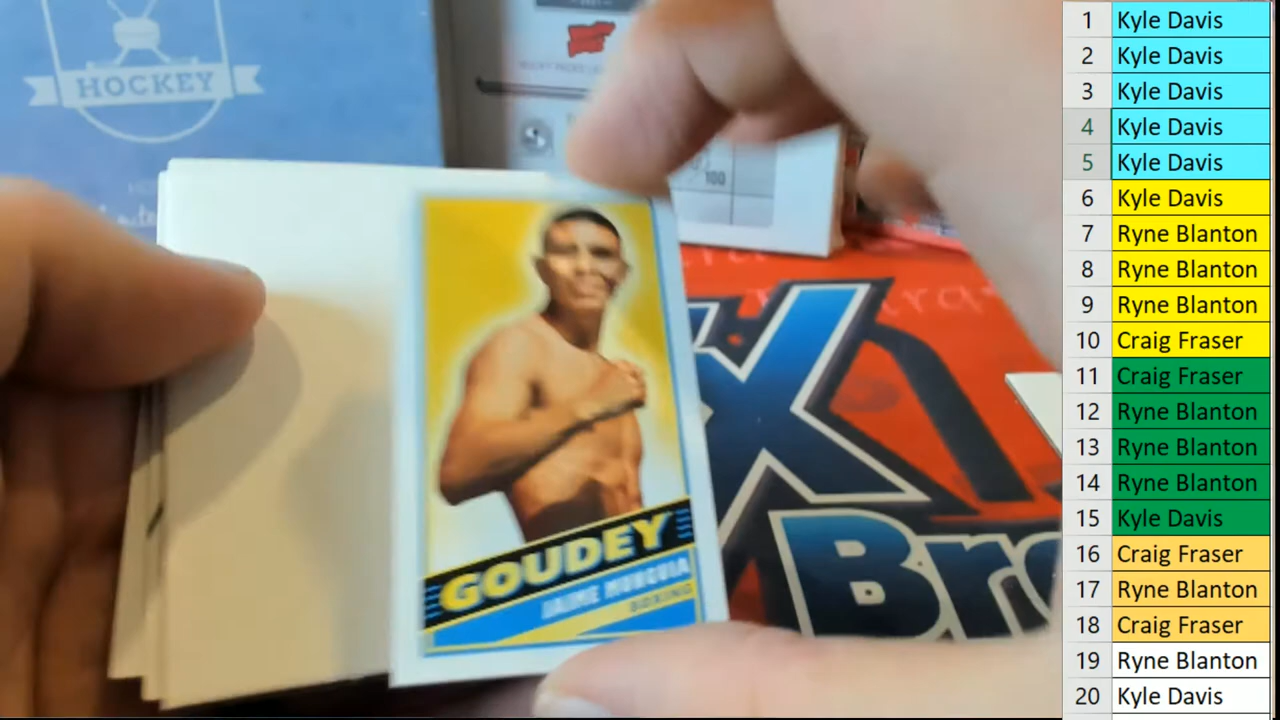 HOCKEY
100
GOUDEY
JAIME MUNGUIA
BOXING
X
Bre
1 Kyle Davis
2 Kyle Davis
3 Kyle Davis
4 Kyle Davis
5 Kyle Davis
6 Kyle Davis
7 Ryne Blanton
8 Ryne Blanton
9 Ryne Blanton
10 Craig Fraser
11 Craig Fraser
12 Ryne Blanton
13 Ryne Blanton
14 Ryne Blanton
15 Kyle Davis
16 Craig Fraser
17 Ryne Blanton
18 Craig Fraser
19 Ryne Blanton
20 Kyle Davis